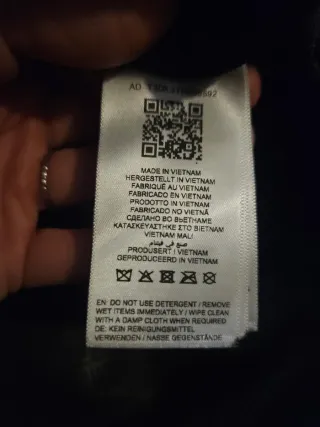 AD
MADE IN VIETNAM
HERGESTELLT IN VIETNAM
FABRIQUÉ AU VIETNAM
FABRICADO EN VIETNAM
PRODOTTO IN VIETNAM
FABRICADO NO VIETNÃ
СДЕЛАНО ВО ВЬЕТНАМЕ
ΚΑΤΑΣΚΕΥΑΣΤΗΚΕ ΣΤΟ ΒΙΕΤΝΑΜ
VIETNAM MALI
صنع في فيتنام
PRODUSERT I VIETNAM
GEPRODUCEERD IN VIETNAM
EN: DO NOT USE DETERGENT / REMOVE
WET ITEMS IMMEDIATELY / WIPE CLEAN
WITH A DAMP CLOTH WHEN REQUIRED
DE: KEIN REINIGUNGSMITTEL
VERWENDEN / NASSE GEGENSTÄNDE